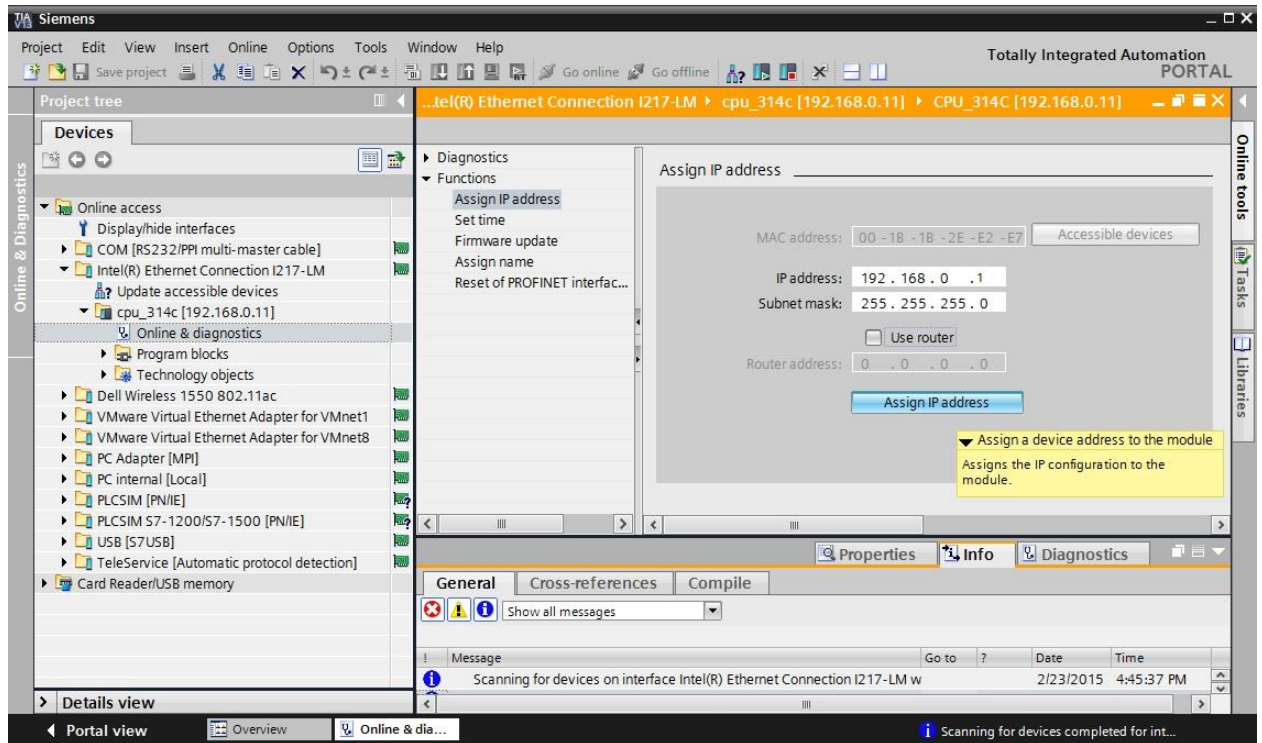 Siemens
Project Edit View Insert Online Options Tools Window Help
Totally Integrated Automation
PORTAL
Save project
Go online
Go offline
Project tree
...tel(R) Ethernet Connection I217-LM ▸ cpu_314c [192.168.0.11] ▸ CPU_314C [192.168.0.11]
Devices
Online & Diagnostics
Online access
Display/hide interfaces
COM [RS232/PPI multi-master cable]
Intel(R) Ethernet Connection I217-LM
Update accessible devices
cpu_314c [192.168.0.11]
Online & diagnostics
Program blocks
Technology objects
Dell Wireless 1550 802.11ac
VMware Virtual Ethernet Adapter for VMnet1
VMware Virtual Ethernet Adapter for VMnet8
PC Adapter [MPI]
PC internal [Local]
PLCSIM [PN/IE]
PLCSIM S7-1200/S7-1500 [PN/IE]
USB [S7USB]
TeleService [Automatic protocol detection]
Card Reader/USB memory
Details view
Diagnostics
Functions
Assign IP address
Set time
Firmware update
Assign name
Reset of PROFINET interfac...
Assign IP address
MAC address: 00 -1B -1B -2E -E2 -E7 Accessible devices
IP address: 192 . 168 . 0 . 1
Subnet mask: 255 . 255 . 255 . 0
Use router
Router address: 0 . 0 . 0 . 0
Assign IP address
Assign a device address to the module
Assigns the IP configuration to the
module.
Online tools
Tasks
Libraries
Properties Info Diagnostics
General Cross-references Compile
Show all messages
! Message Go to ? Date Time
Scanning for devices on interface Intel(R) Ethernet Connection I217-LM w 2/23/2015 4:45:37 PM
Portal view Overview Online & dia... Scanning for devices completed for int...